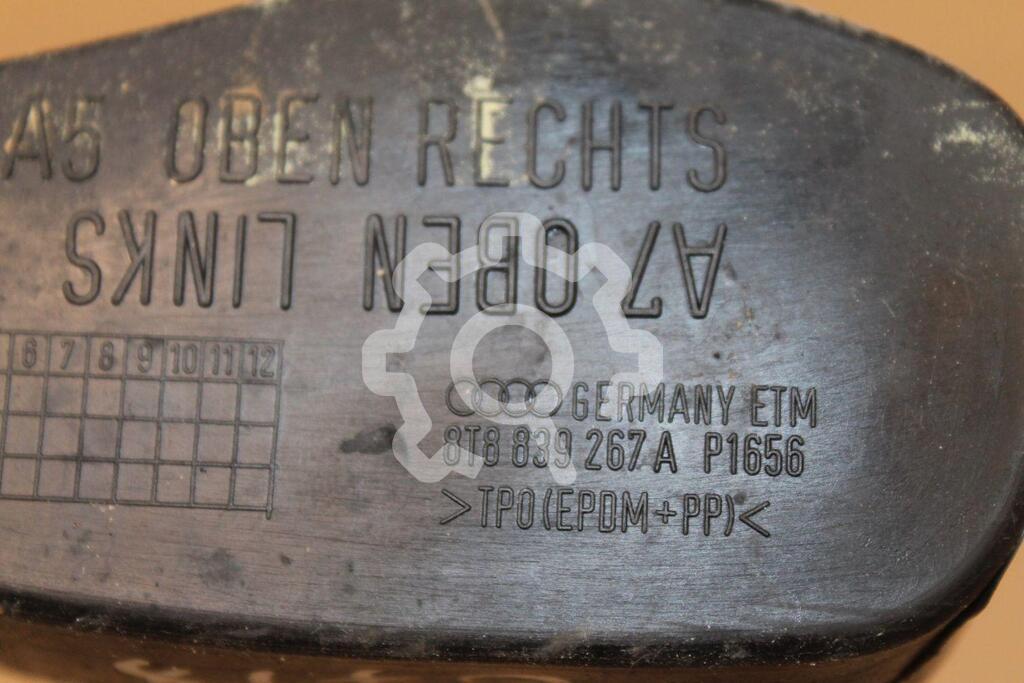 A5 OBEN RECHTS
A7 OBEN LINKS
6 7 8 9 10 11 12
GERMANY ETM
8T8 839 267 A P1656
>TPO(EPDM+PP)<